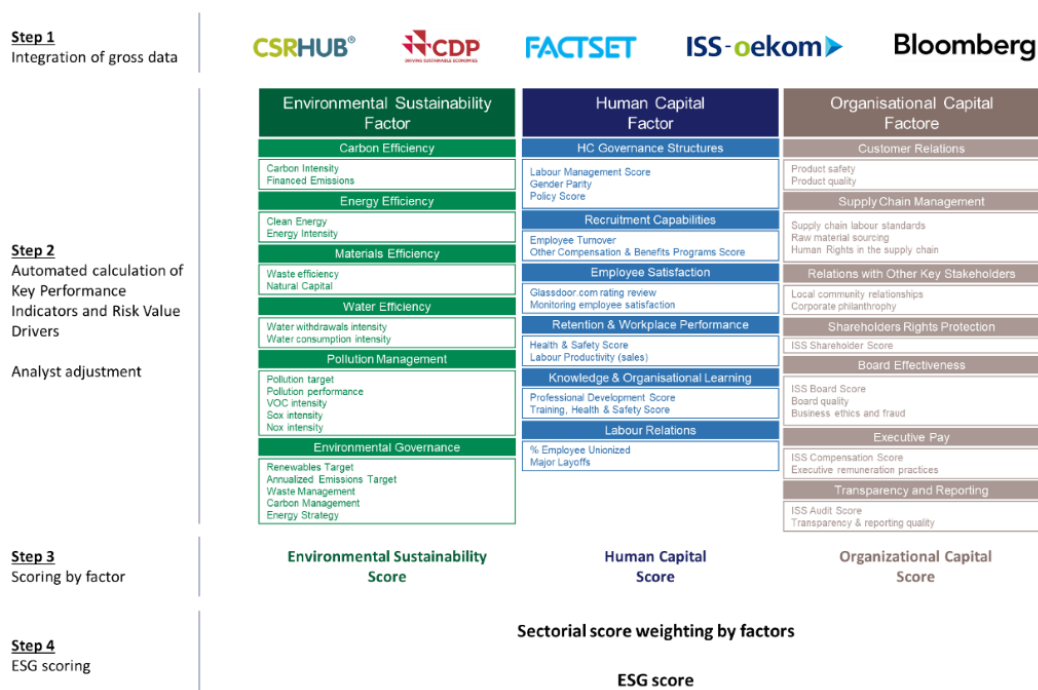 Step 1
Integration of gross data
CSRHUB®
CDP
DRIVING SUSTAINABLE ECONOMIES
FACTSET
ISS-oekom
Bloomberg
Step 2
Automated calculation of
Key Performance
Indicators and Risk Value
Drivers
Analyst adjustment
Environmental Sustainability
Factor
Carbon Efficiency
Carbon Intensity
Financed Emissions
Energy Efficiency
Clean Energy
Energy Intensity
Materials Efficiency
Waste efficiency
Natural Capital
Water Efficiency
Water withdrawals intensity
Water consumption intensity
Pollution Management
Pollution target
Pollution performance
VOC intensity
Sox intensity
Nox intensity
Environmental Governance
Renewables Target
Annualized Emissions Target
Waste Management
Carbon Management
Energy Strategy
Human Capital
Factor
HC Governance Structures
Labour Management Score
Gender Parity
Policy Score
Recruitment Capabilities
Employee Turnover
Other Compensation & Benefits Programs Score
Employee Satisfaction
Glassdoor.com rating review
Monitoring employee satisfaction
Retention & Workplace Performance
Health & Safety Score
Labour Productivity (sales)
Knowledge & Organisational Learning
Professional Development Score
Training, Health & Safety Score
Labour Relations
% Employee Unionized
Major Layoffs
Organisational Capital
Factore
Customer Relations
Product safety
Product quality
Supply Chain Management
Supply chain labour standards
Raw material sourcing
Human Rights in the supply chain
Relations with Other Key Stakeholders
Local community relationships
Corporate philanthropy
Shareholders Rights Protection
ISS Shareholder Score
Board Effectiveness
ISS Board Score
Board quality
Business ethics and fraud
Executive Pay
ISS Compensation Score
Executive remuneration practices
Transparency and Reporting
ISS Audit Score
Transparency & reporting quality
Step 3
Scoring by factor
Environmental Sustainability
Score
Human Capital
Score
Organizational Capital
Score
Step 4
ESG scoring
Sectorial score weighting by factors
ESG score